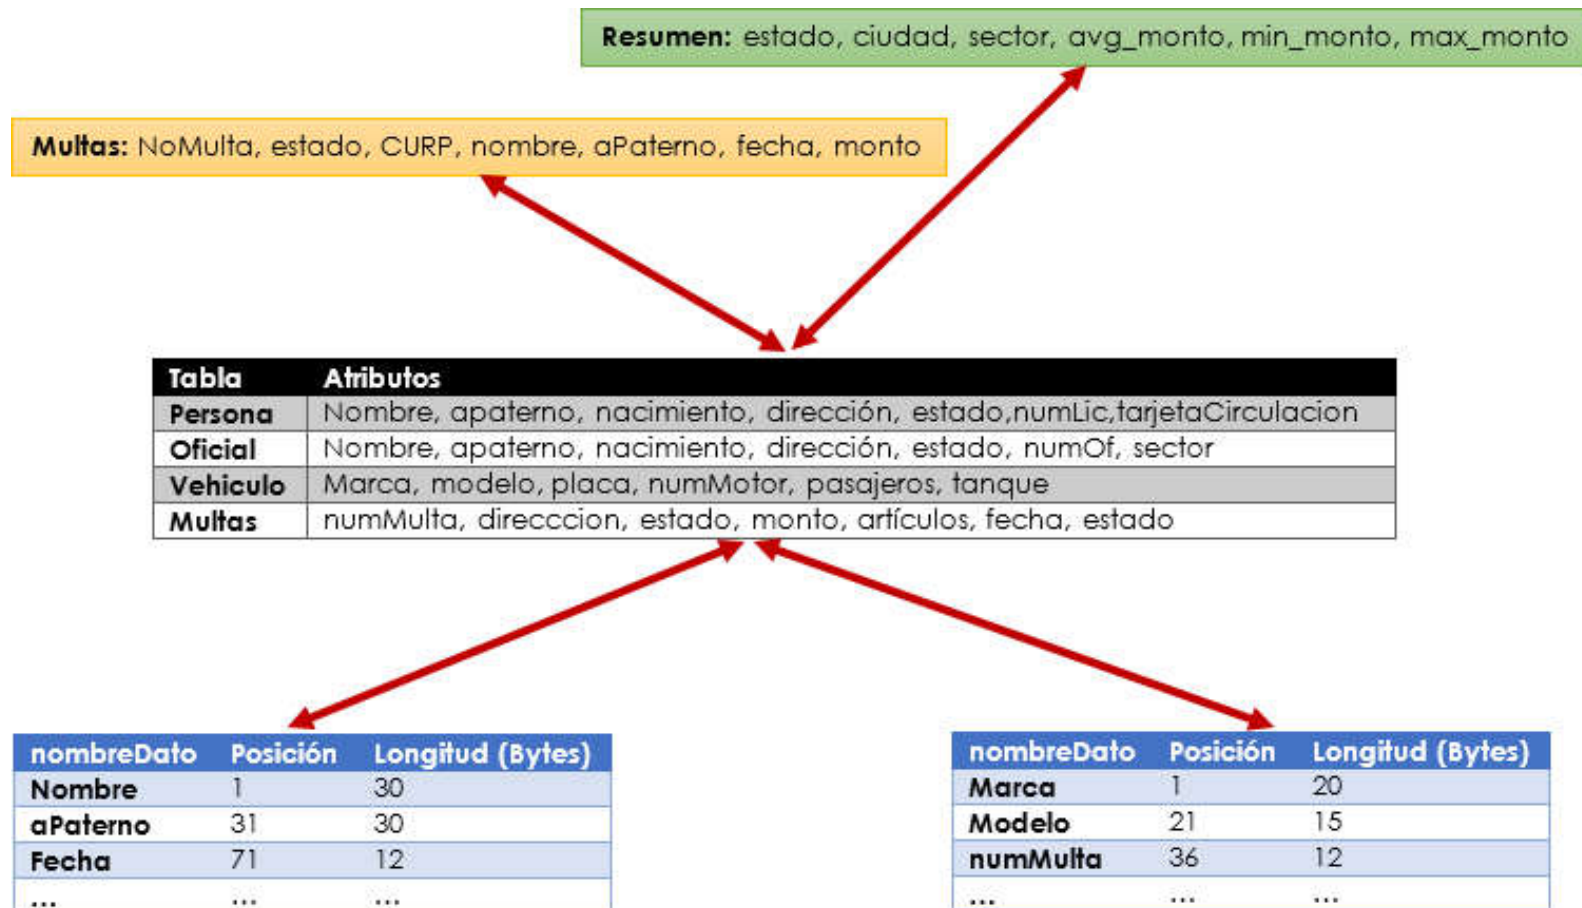 Resumen: estado, ciudad, sector, avg_monto, min_monto, max_monto
Multas: NoMulta, estado, CURP, nombre, aPaterno, fecha, monto
Tabla Atributos
Persona Nombre, apaterno, nacimiento, dirección, estado,numLic,tarjetaCirculacion
Oficial Nombre, apaterno, nacimiento, dirección, estado, numOf, sector
Vehiculo Marca, modelo, placa, numMotor, pasajeros, tanque
Multas numMulta, direcccion, estado, monto, artículos, fecha, estado
nombreDato Posición Longitud (Bytes)
Nombre 1 30
aPaterno 31 30
Fecha 71 12
... ... ...
nombreDato Posición Longitud (Bytes)
Marca 1 20
Modelo 21 15
numMulta 36 12
... ... ...